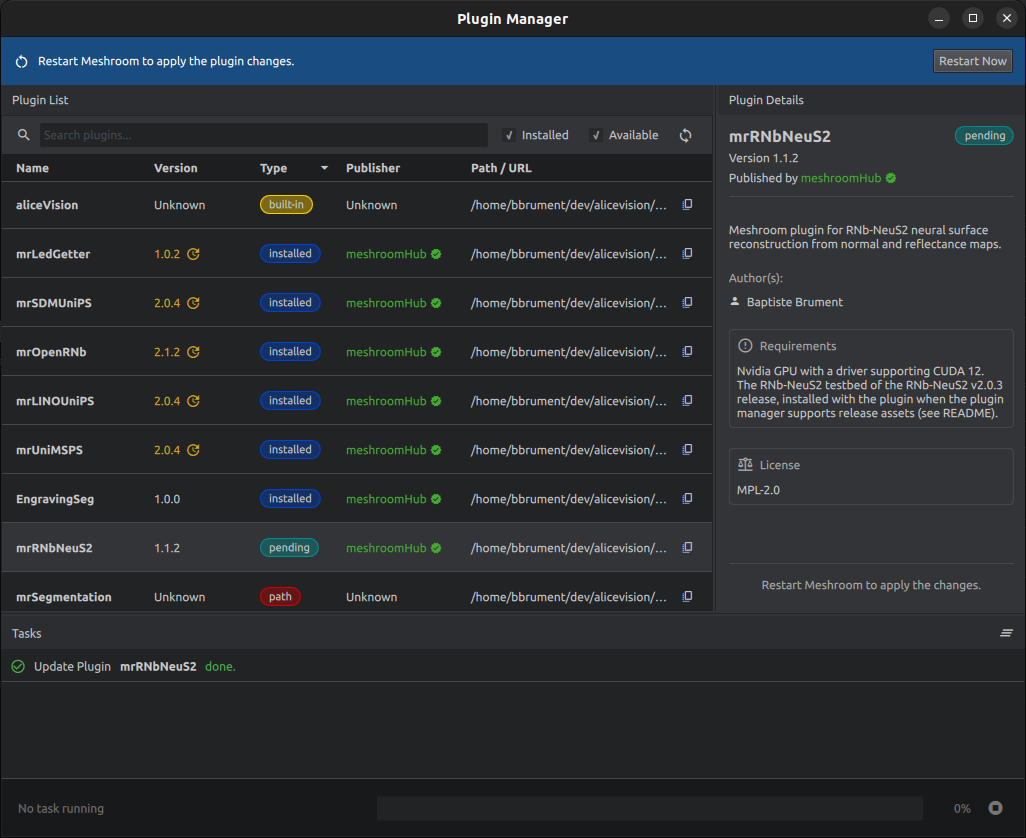 Plugin Manager
Restart Meshroom to apply the plugin changes.
Restart Now
Plugin List
Search plugins...
Installed
Available
Name Version Type Publisher Path / URL
aliceVision Unknown built-in Unknown /home/bbrument/dev/alicevision/...
mrLedGetter 1.0.2 installed meshroomHub /home/bbrument/dev/alicevision/...
mrSDMUniPS 2.0.4 installed meshroomHub /home/bbrument/dev/alicevision/...
mrOpenRNb 2.1.2 installed meshroomHub /home/bbrument/dev/alicevision/...
mrLINOUniPS 2.0.4 installed meshroomHub /home/bbrument/dev/alicevision/...
mrUniMSPS 2.0.4 installed meshroomHub /home/bbrument/dev/alicevision/...
EngravingSeg 1.0.0 installed meshroomHub /home/bbrument/dev/alicevision/...
mrRNbNeuS2 1.1.2 pending meshroomHub /home/bbrument/dev/alicevision/...
mrSegmentation Unknown path Unknown /home/bbrument/dev/alicevision/...
Plugin Details
mrRNbNeuS2 pending
Version 1.1.2
Published by meshroomHub
Meshroom plugin for RNb-NeuS2 neural surface
reconstruction from normal and reflectance maps.
Author(s):
Baptiste Brument
Requirements
Nvidia GPU with a driver supporting CUDA 12.
The RNb-NeuS2 testbed of the RNb-NeuS2 v2.0.3
release, installed with the plugin when the plugin
manager supports release assets (see README).
License
MPL-2.0
Restart Meshroom to apply the changes.
Tasks
Update Plugin mrRNbNeuS2 done.
No task running
0%